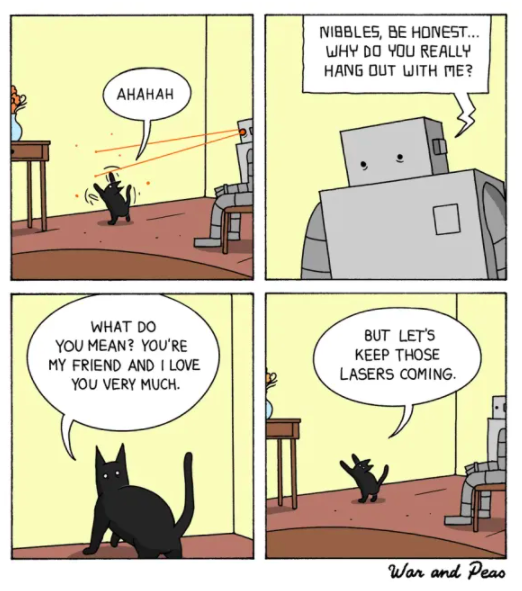 AHAHAH
NIBBLES, BE HONEST...
WHY DO YOU REALLY
HANG OUT WITH ME?
WHAT DO
YOU MEAN? YOU'RE
MY FRIEND AND I LOVE
YOU VERY MUCH.
BUT LET'S
KEEP THOSE
LASERS COMING.
War and Peas